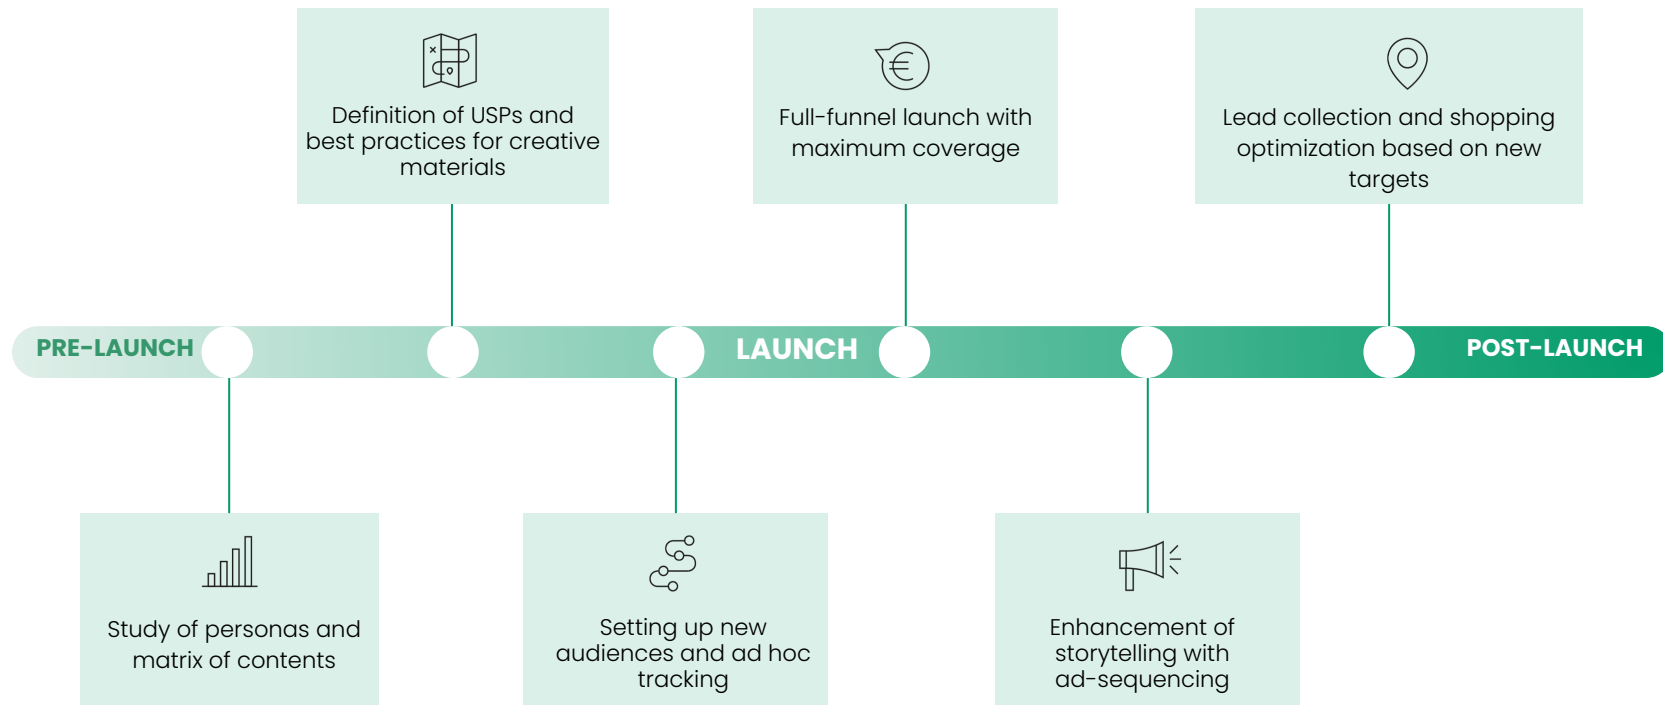 Definition of USPs and
best practices for creative
materials
Full-funnel launch with
maximum coverage
Lead collection and shopping
optimization based on new
targets
PRE-LAUNCH
LAUNCH
POST-LAUNCH
Study of personas and
matrix of contents
Setting up new
audiences and ad hoc
tracking
Enhancement of
storytelling with
ad-sequencing